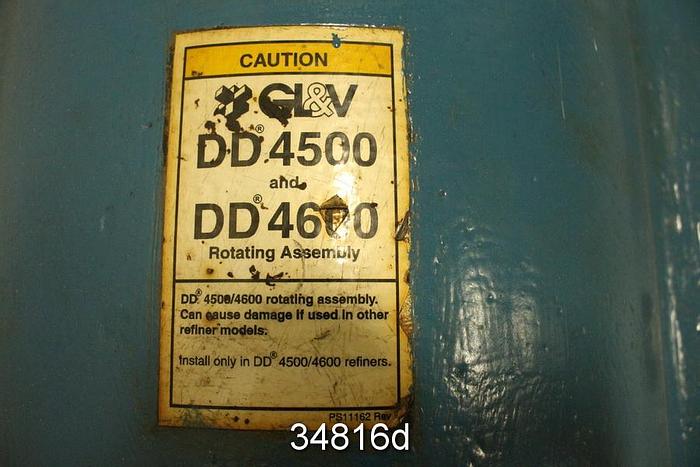 CAUTION
GL&V
DD® 4500
and
DD® 4600
Rotating Assembly
DD® 4500/4600 rotating assembly.
Can cause damage if used in other
refiner models.
Install only in DD® 4500/4600 refiners.
PS11162 Rev
34816d